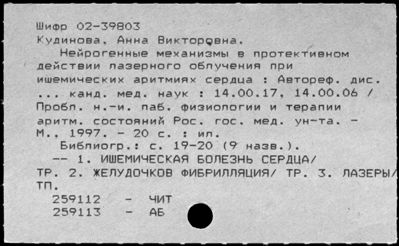 Шифр 02-39803
Кудинова, Анна Викторовна.
Нейрогенные механизмы в протективном
действии лазерного облучения при
ишемических аритмиях сердца : Автореф. дис.
... канд. мед. наук : 14.00.17, 14.00.06 /
Пробл. н.-и. лаб. физиологии и терапии
аритм. состояний Рос. гос. мед. ун-та. -
М., 1997. - 20 с. : ил.
Библиогр.: с. 19-20 (9 назв.).
-- 1. ИШЕМИЧЕСКАЯ БОЛЕЗНЬ СЕРДЦА/
ТР. 2. ЖЕЛУДОЧКОВ ФИБРИЛЛЯЦИЯ/ ТР. 3. ЛАЗЕРЫ/
ТП.
259112 - ЧИТ
259113 - АБ